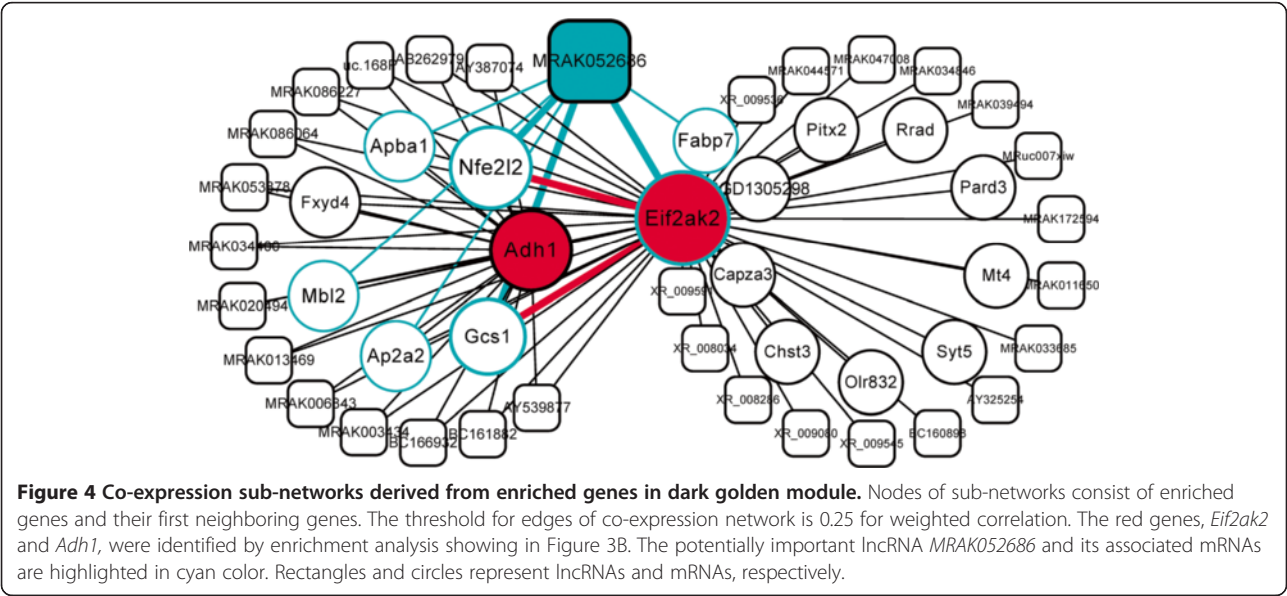 MRAK052686
AB262979
uc.168P
AY387074
MRAK047008
MRAK044571
MRAK034846
MRAK086227
XR_009536
MRAK039494
MRAK086064
Apba1
Fabp7
Pitx2
Rrad
MRuc007xiw
Nfe2l2
MRAK053878
Fxyd4
GD1305298
Pard3
Eif2ak2
MRAK172594
MRAK034400
Adh1
Capza3
Mt4
MRAK011650
MRAK020494
Mbl2
Gcs1
XR_008034
Chst3
Syt5
MRAK033685
MRAK013469
Ap2a2
Olr832
MRAK006843
AY539877
XR_008286
AY325254
MRAK003434
BC166932
BC161882
XR_009080
XR_009545
Figure 4 Co-expression sub-networks derived from enriched genes in dark golden module. Nodes of sub-networks consist of enriched
genes and their first neighboring genes. The threshold for edges of co-expression network is 0.25 for weighted correlation. The red genes, Eif2ak2
and Adh1, were identified by enrichment analysis showing in Figure 3B. The potentially important lncRNA MRAK052686 and its associated mRNAs
are highlighted in cyan color. Rectangles and circles represent lncRNAs and mRNAs, respectively.